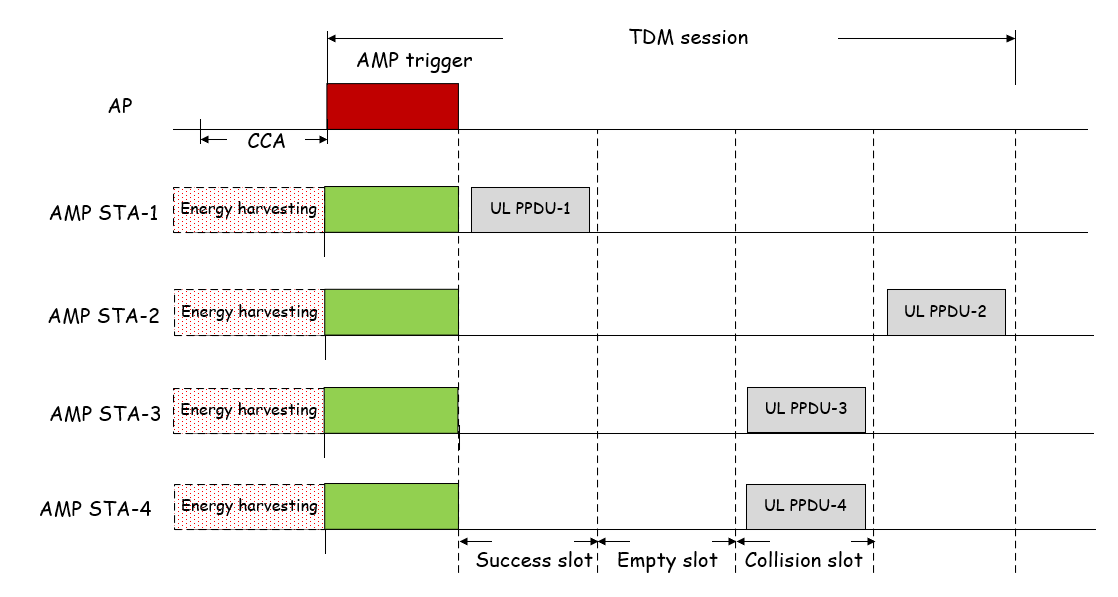 TDM session
AMP trigger
AP
CCA
AMP STA-1
Energy harvesting
UL PPDU-1
AMP STA-2
Energy harvesting
UL PPDU-2
AMP STA-3
Energy harvesting
UL PPDU-3
AMP STA-4
Energy harvesting
UL PPDU-4
Success slot
Empty slot
Collision slot